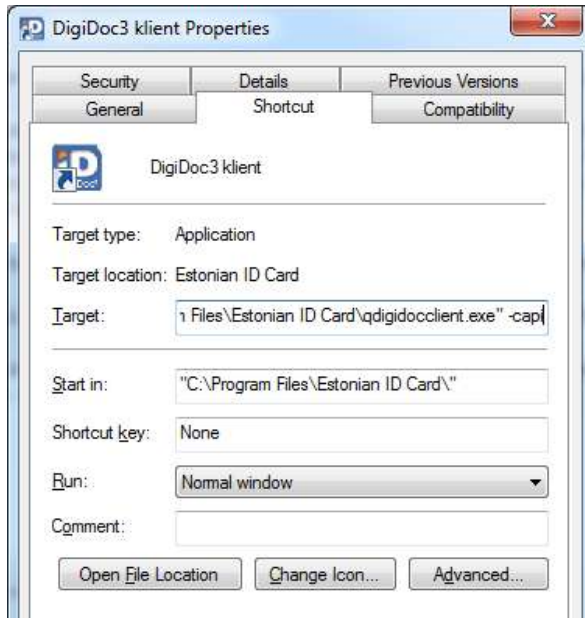 DigiDoc3 klient Properties
Security Details Previous Versions
General Shortcut Compatibility
DigiDoc3 klient
Target type: Application
Target location: Estonian ID Card
Target: Files\Estonian ID Card\qdigidocclient.exe" -capi
Start in: "C:\Program Files\Estonian ID Card\"
Shortcut key: None
Run: Normal window
Comment:
Open File Location Change Icon... Advanced...